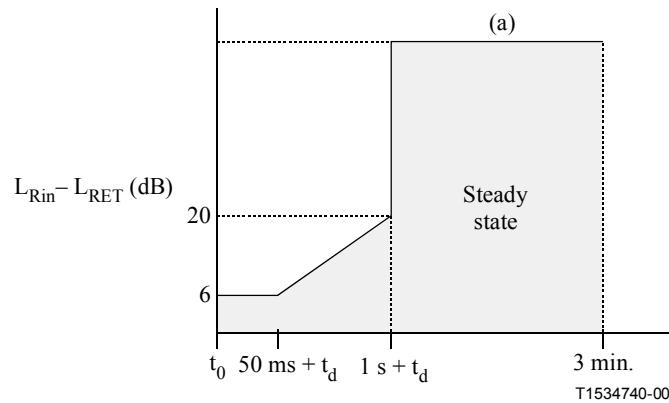 (a)
L_Rin – L_RET (dB)
Steady
state
20
6
t_0 50 ms + t_d 1 s + t_d 3 min.
T1534740-00